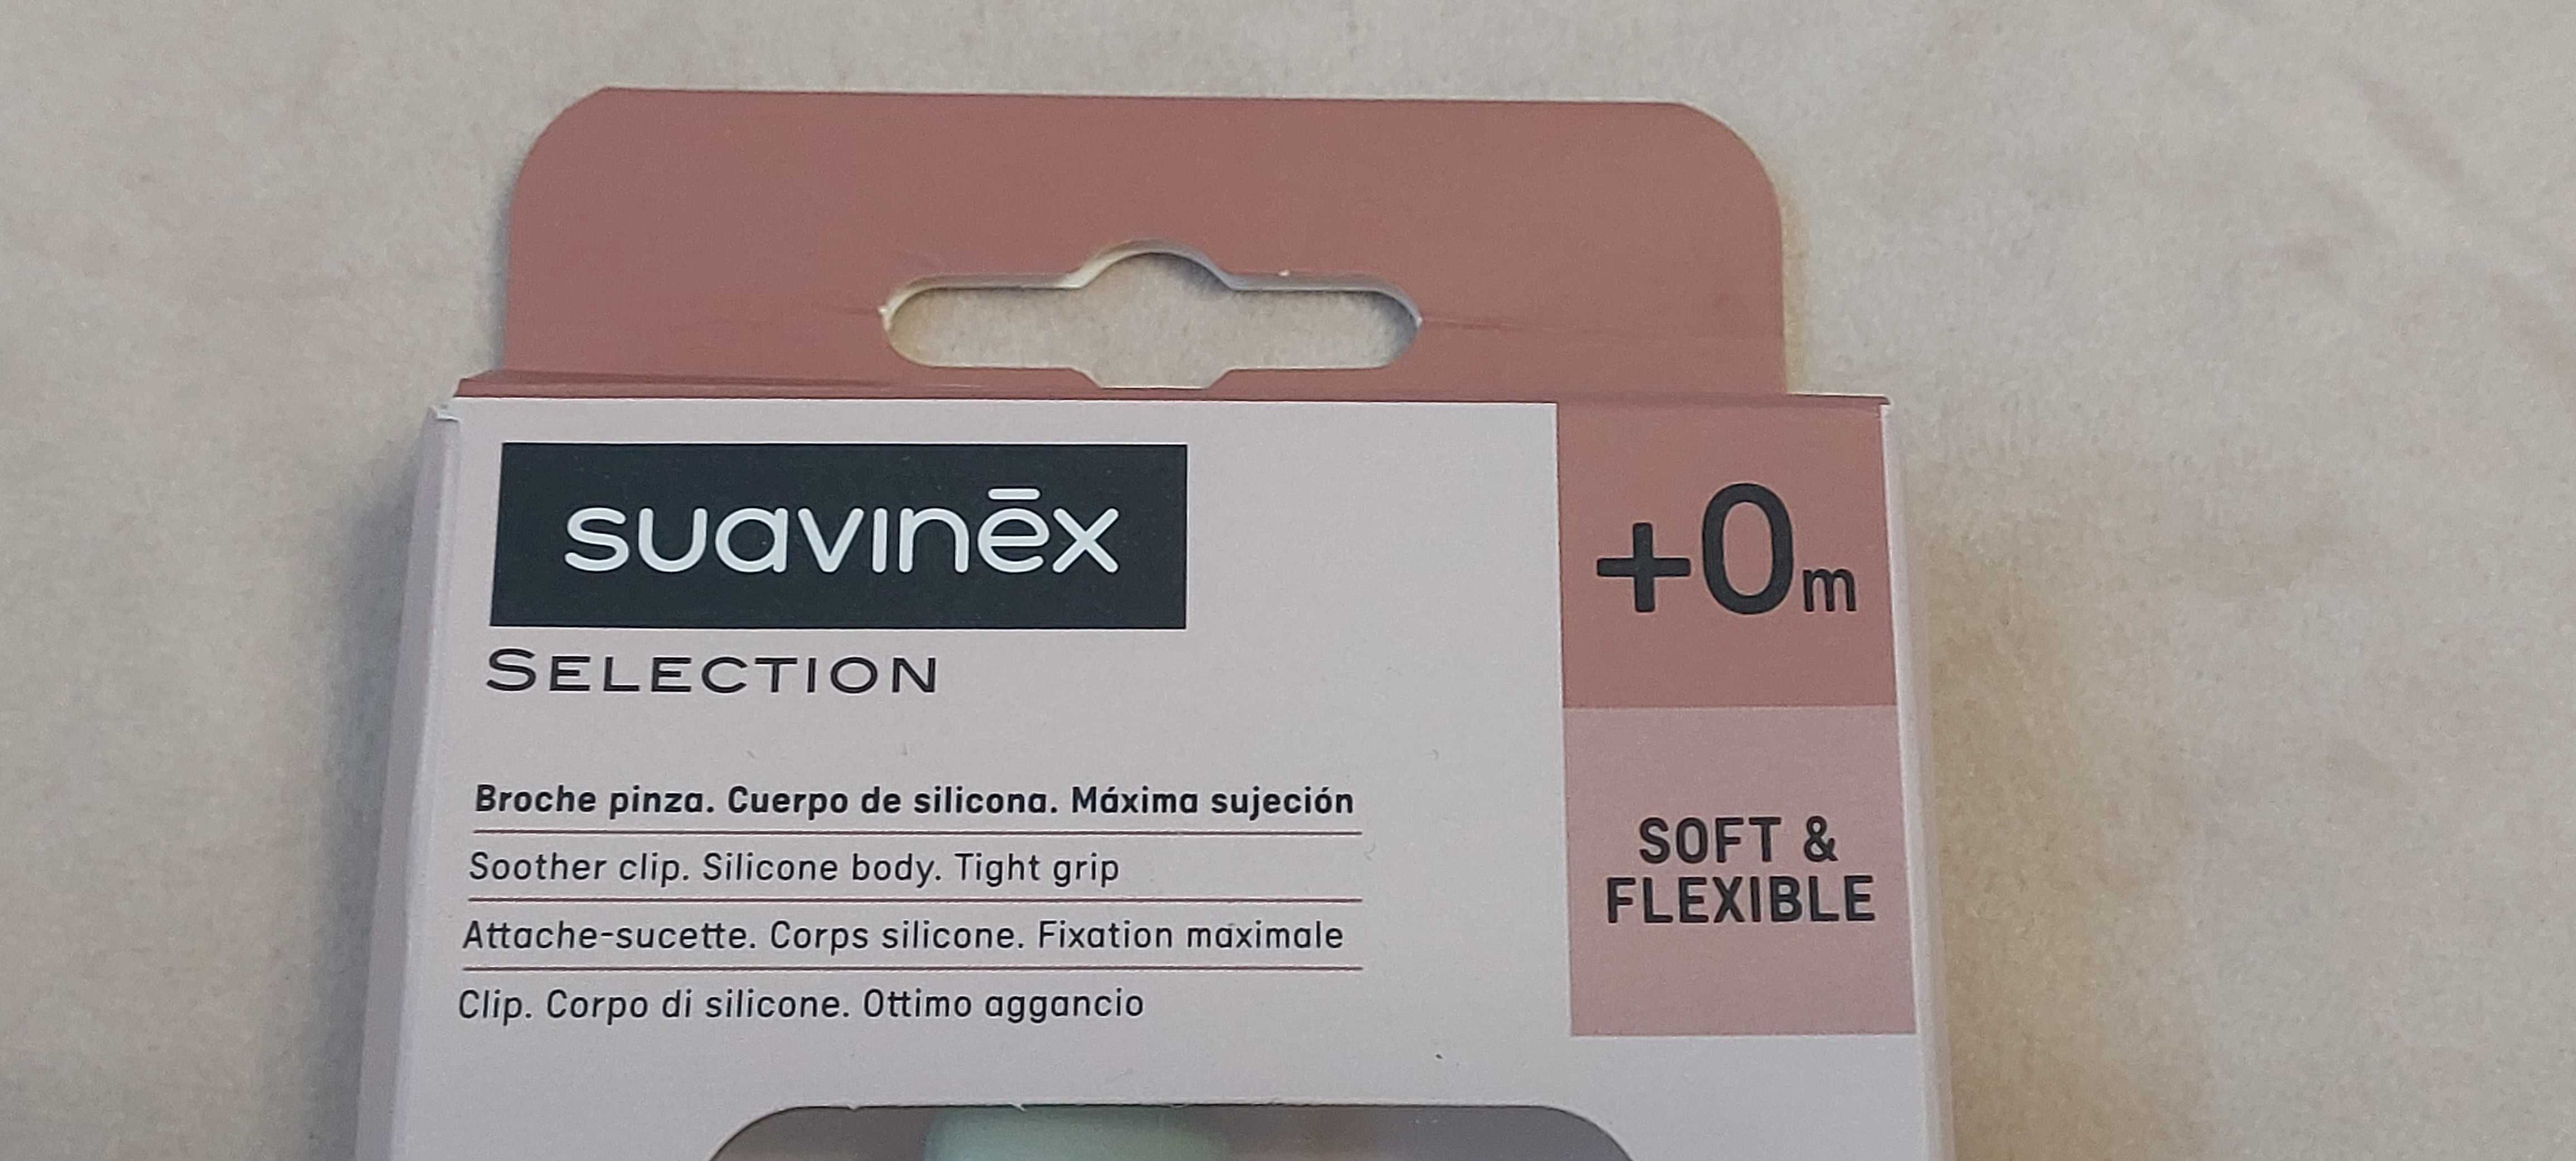 suavinēx
SELECTION
+0m
SOFT &
FLEXIBLE
Broche pinza. Cuerpo de silicona. Máxima sujeción
Soother clip. Silicone body. Tight grip
Attache-sucette. Corps silicone. Fixation maximale
Clip. Corpo di silicone. Ottimo aggancio